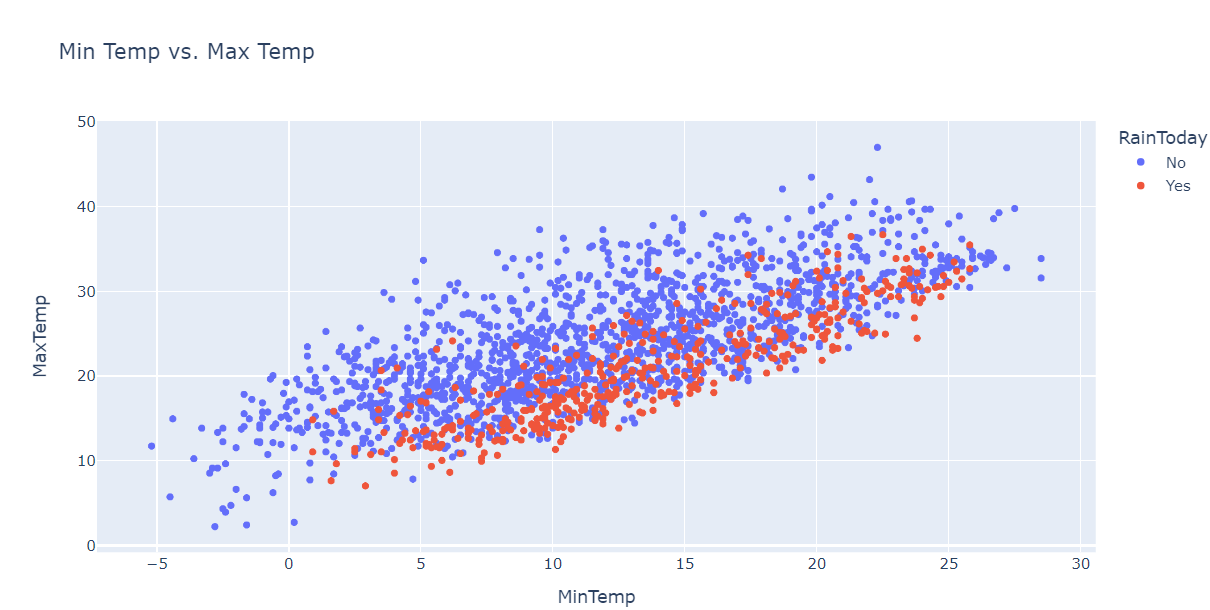 Min Temp vs. Max Temp
RainToday
No
Yes
MaxTemp
50
40
30
20
10
0
−5 0 5 10 15 20 25 30
MinTemp